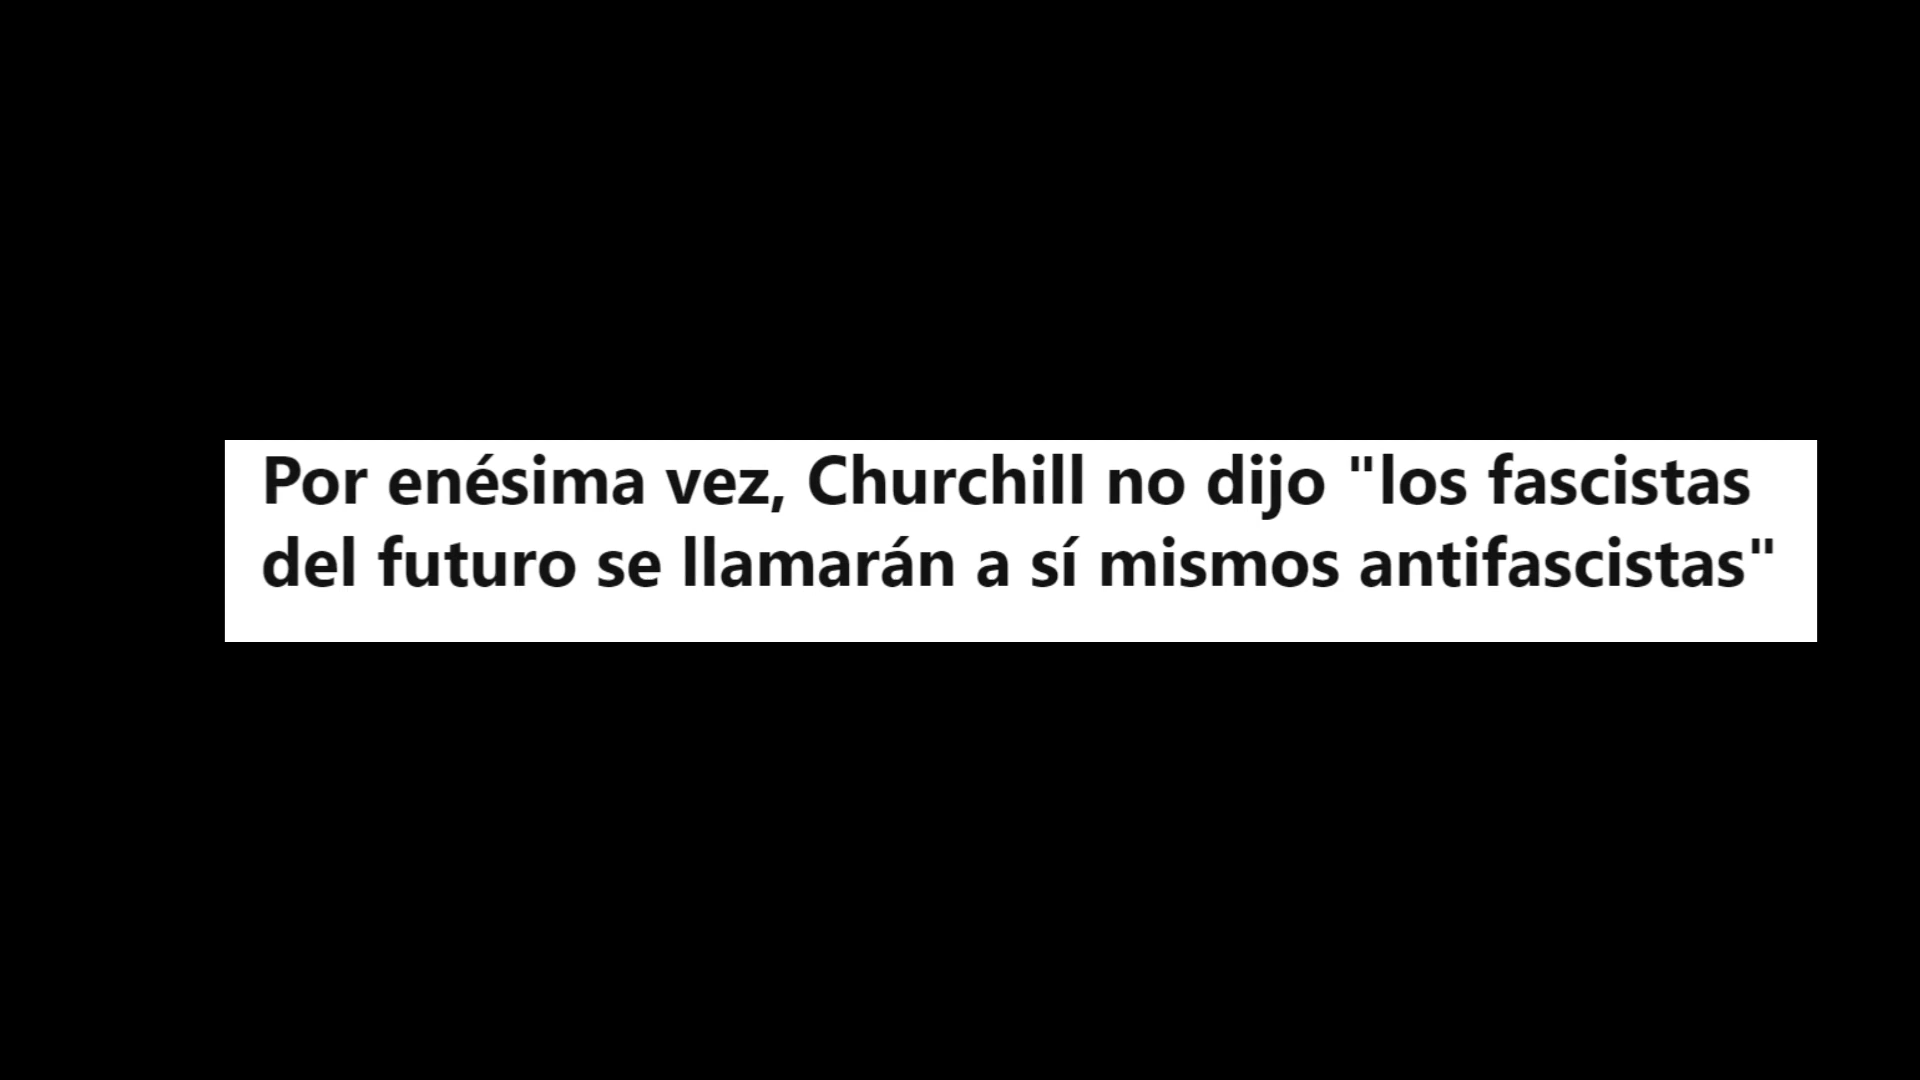 Por enésima vez, Churchill no dijo "los fascistas
del futuro se llamarán a sí mismos antifascistas"